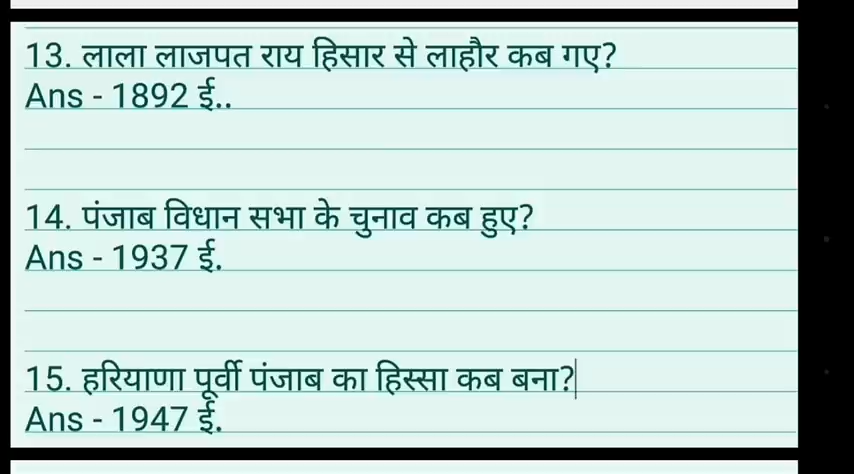 13. लाला लाजपत राय हिसार से लाहौर कब गए?
Ans - 1892 ई..
14. पंजाब विधान सभा के चुनाव कब हुए?
Ans - 1937 ई.
15. हरियाणा पूर्वी पंजाब का हिस्सा कब बना?
Ans - 1947 ई.